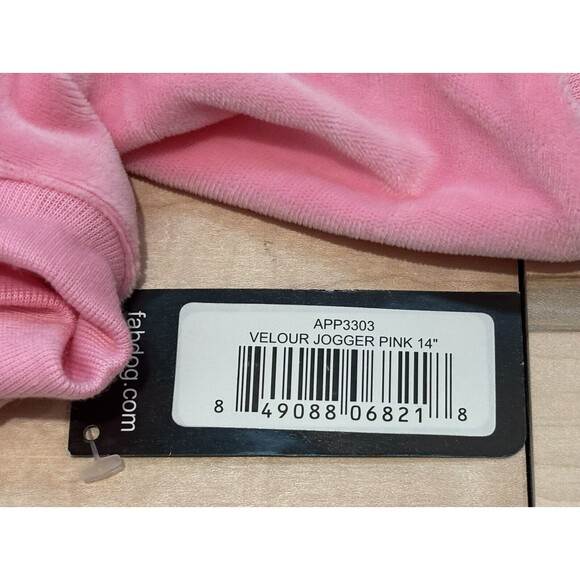 APP3303
VELOUR JOGGER PINK 14"
8 49088 06821 8
fabdog.com